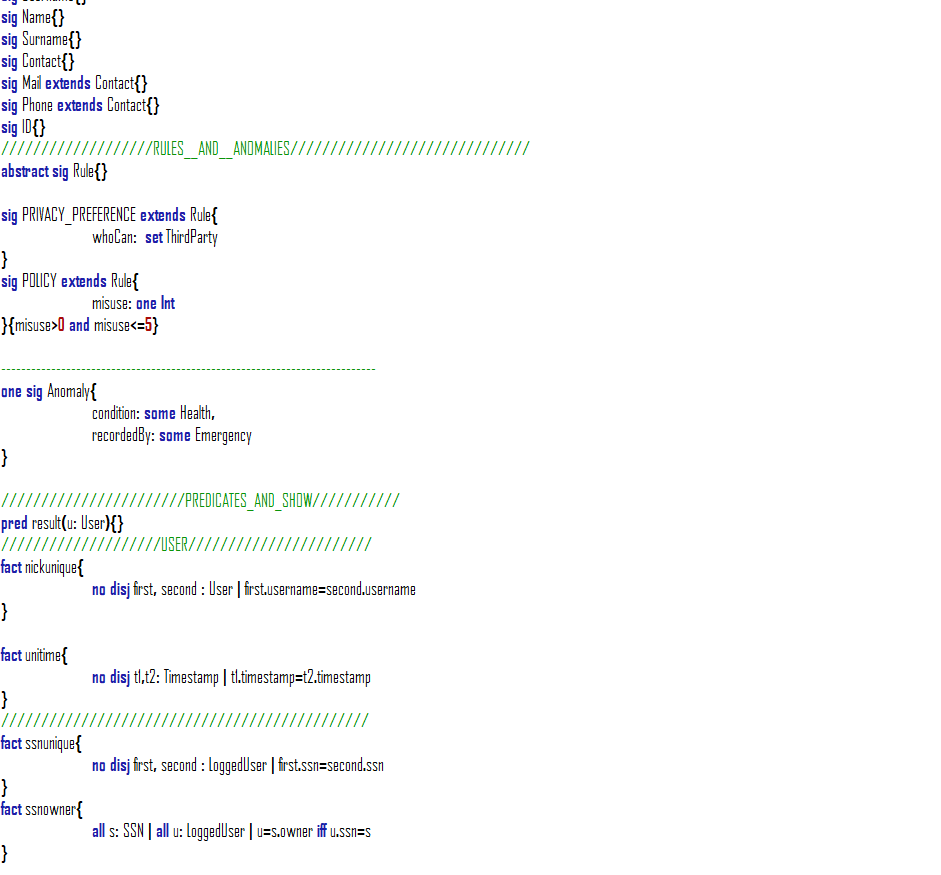 sig Name{}
sig Surname{}
sig Contact{}
sig Mail extends Contact{}
sig Phone extends Contact{}
sig ID{}
///////////////////RULES__AND__ANOMALIES//////////////////////////////
abstract sig Rule{}
sig PRIVACY_PREFERENCE extends Rule{
whoCan: set ThirdParty
}
sig POLICY extends Rule{
misuse: one Int
}{misuse>0 and misuse<=5}
---------------------------------------------------------------------------
one sig Anomaly{
condition: some Health,
recordedBy: some Emergency
}
///////////////////////PREDICATES_AND_SHOW///////////
pred result(u: User){}
////////////////////USER///////////////////////
fact nickunique{
no disj first, second : User | first.username=second.username
}
fact unitime{
no disj t1,t2: Timestamp | t1.timestamp=t2.timestamp
}
//////////////////////////////////////////////
fact ssnunique{
no disj first, second : LoggedUser | first.ssn=second.ssn
}
fact ssnowner{
all s: SSN | all u: LoggedUser | u=s.owner iff u.ssn=s
}